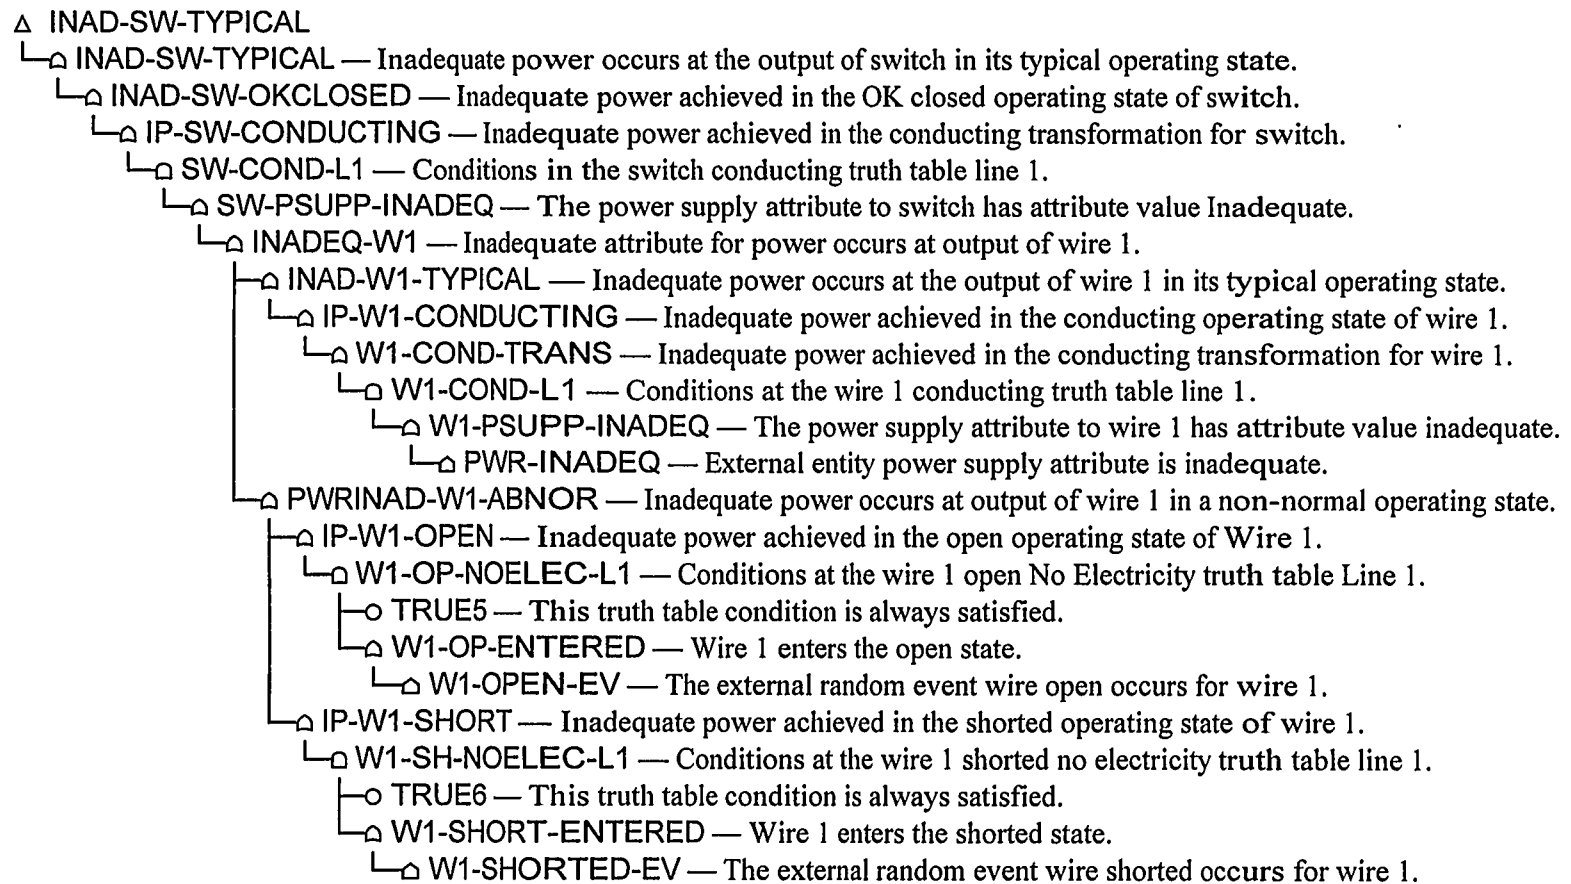 INAD-SW-TYPICAL
INAD-SW-TYPICAL — Inadequate power occurs at the output of switch in its typical operating state.
INAD-SW-OKCLOSED — Inadequate power achieved in the OK closed operating state of switch.
IP-SW-CONDUCTING — Inadequate power achieved in the conducting transformation for switch.
SW-COND-L1 — Conditions in the switch conducting truth table line 1.
SW-PSUPP-INADEQ — The power supply attribute to switch has attribute value Inadequate.
INADEQ-W1 — Inadequate attribute for power occurs at output of wire 1.
INAD-W1-TYPICAL — Inadequate power occurs at the output of wire 1 in its typical operating state.
IP-W1-CONDUCTING — Inadequate power achieved in the conducting operating state of wire 1.
W1-COND-TRANS — Inadequate power achieved in the conducting transformation for wire 1.
W1-COND-L1 — Conditions at the wire 1 conducting truth table line 1.
W1-PSUPP-INADEQ — The power supply attribute to wire 1 has attribute value inadequate.
PWR-INADEQ — External entity power supply attribute is inadequate.
PWRINAD-W1-ABNOR — Inadequate power occurs at output of wire 1 in a non-normal operating state.
IP-W1-OPEN — Inadequate power achieved in the open operating state of Wire 1.
W1-OP-NOELEC-L1 — Conditions at the wire 1 open No Electricity truth table Line 1.
TRUE5 — This truth table condition is always satisfied.
W1-OP-ENTERED — Wire 1 enters the open state.
W1-OPEN-EV — The external random event wire open occurs for wire 1.
IP-W1-SHORT — Inadequate power achieved in the shorted operating state of wire 1.
W1-SH-NOELEC-L1 — Conditions at the wire 1 shorted no electricity truth table line 1.
TRUE6 — This truth table condition is always satisfied.
W1-SHORT-ENTERED — Wire 1 enters the shorted state.
W1-SHORTED-EV — The external random event wire shorted occurs for wire 1.